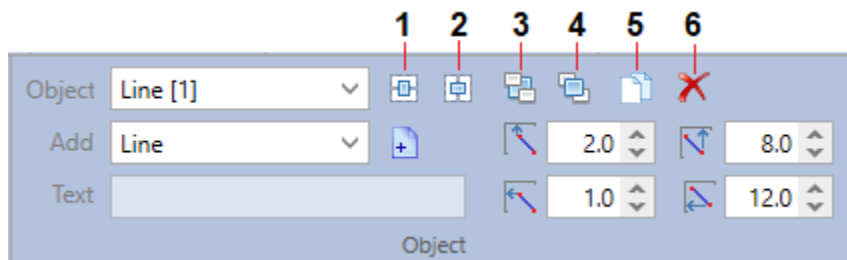 1 2 3 4 5 6
Object Line [1]
Add Line 2.0 8.0
Text 1.0 12.0
Object